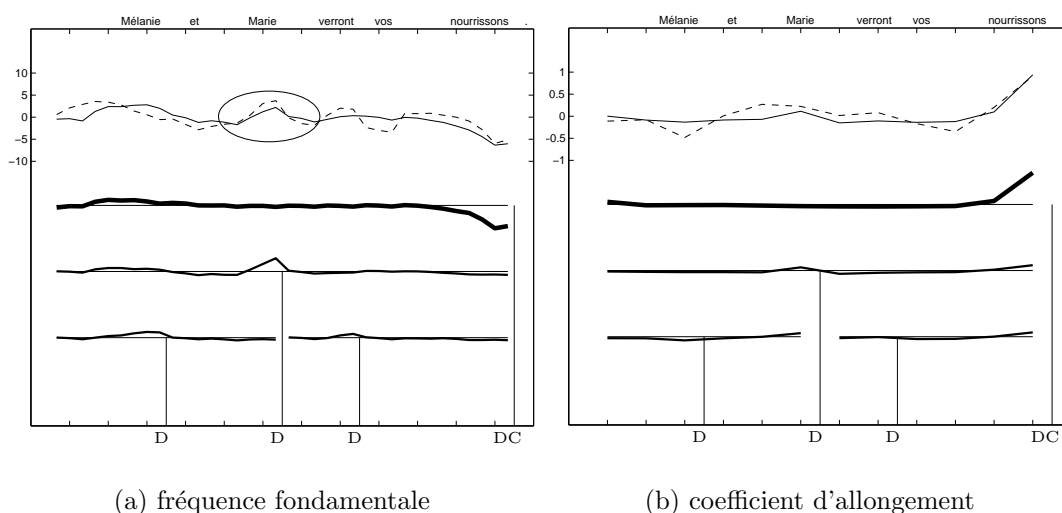 Mélanie et Marie verront vos nourrissons .
10
5
0
−5
−10
D D D DC
(a) fréquence fondamentale
Mélanie et Marie verront vos nourrissons
1
0.5
0
−0.5
−1
D D D DC
(b) coefficient d'allongement